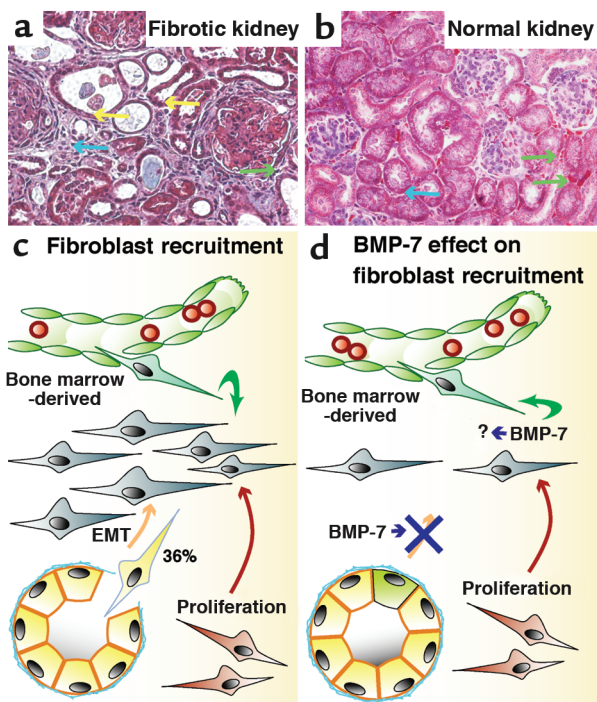 a
Fibrotic kidney
b
Normal kidney
c
Fibroblast recruitment
Bone marrow
-derived
EMT
36%
Proliferation
d
BMP-7 effect on
fibroblast recruitment
Bone marrow
-derived
?
BMP-7
BMP-7
Proliferation